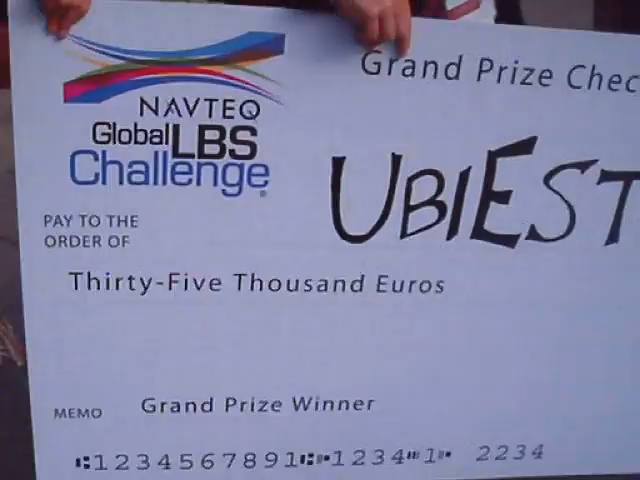 Grand Prize Chec
NAVTEQ
Global LBS
Challenge
UBIEST
PAY TO THE
ORDER OF
Thirty-Five Thousand Euros
MEMO Grand Prize Winner
⑆1234567891⑆⑈1234⑈1⑈ 2234